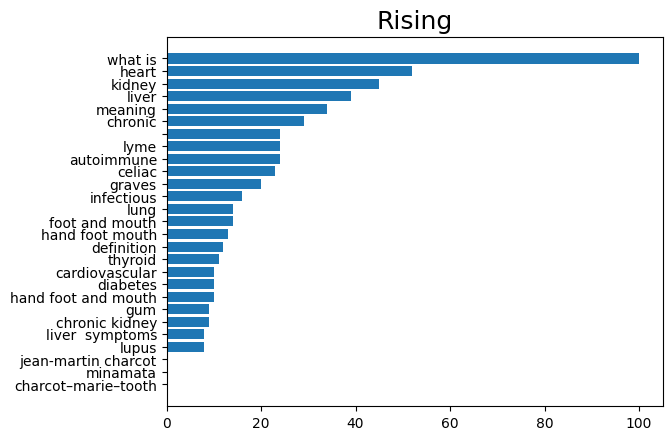 Rising
what is
heart
kidney
liver
meaning
chronic
lyme
autoimmune
celiac
graves
infectious
lung
foot and mouth
hand foot mouth
definition
thyroid
cardiovascular
diabetes
hand foot and mouth
gum
chronic kidney
liver  symptoms
lupus
jean-martin charcot
minamata
charcot–marie–tooth
0 20 40 60 80 100